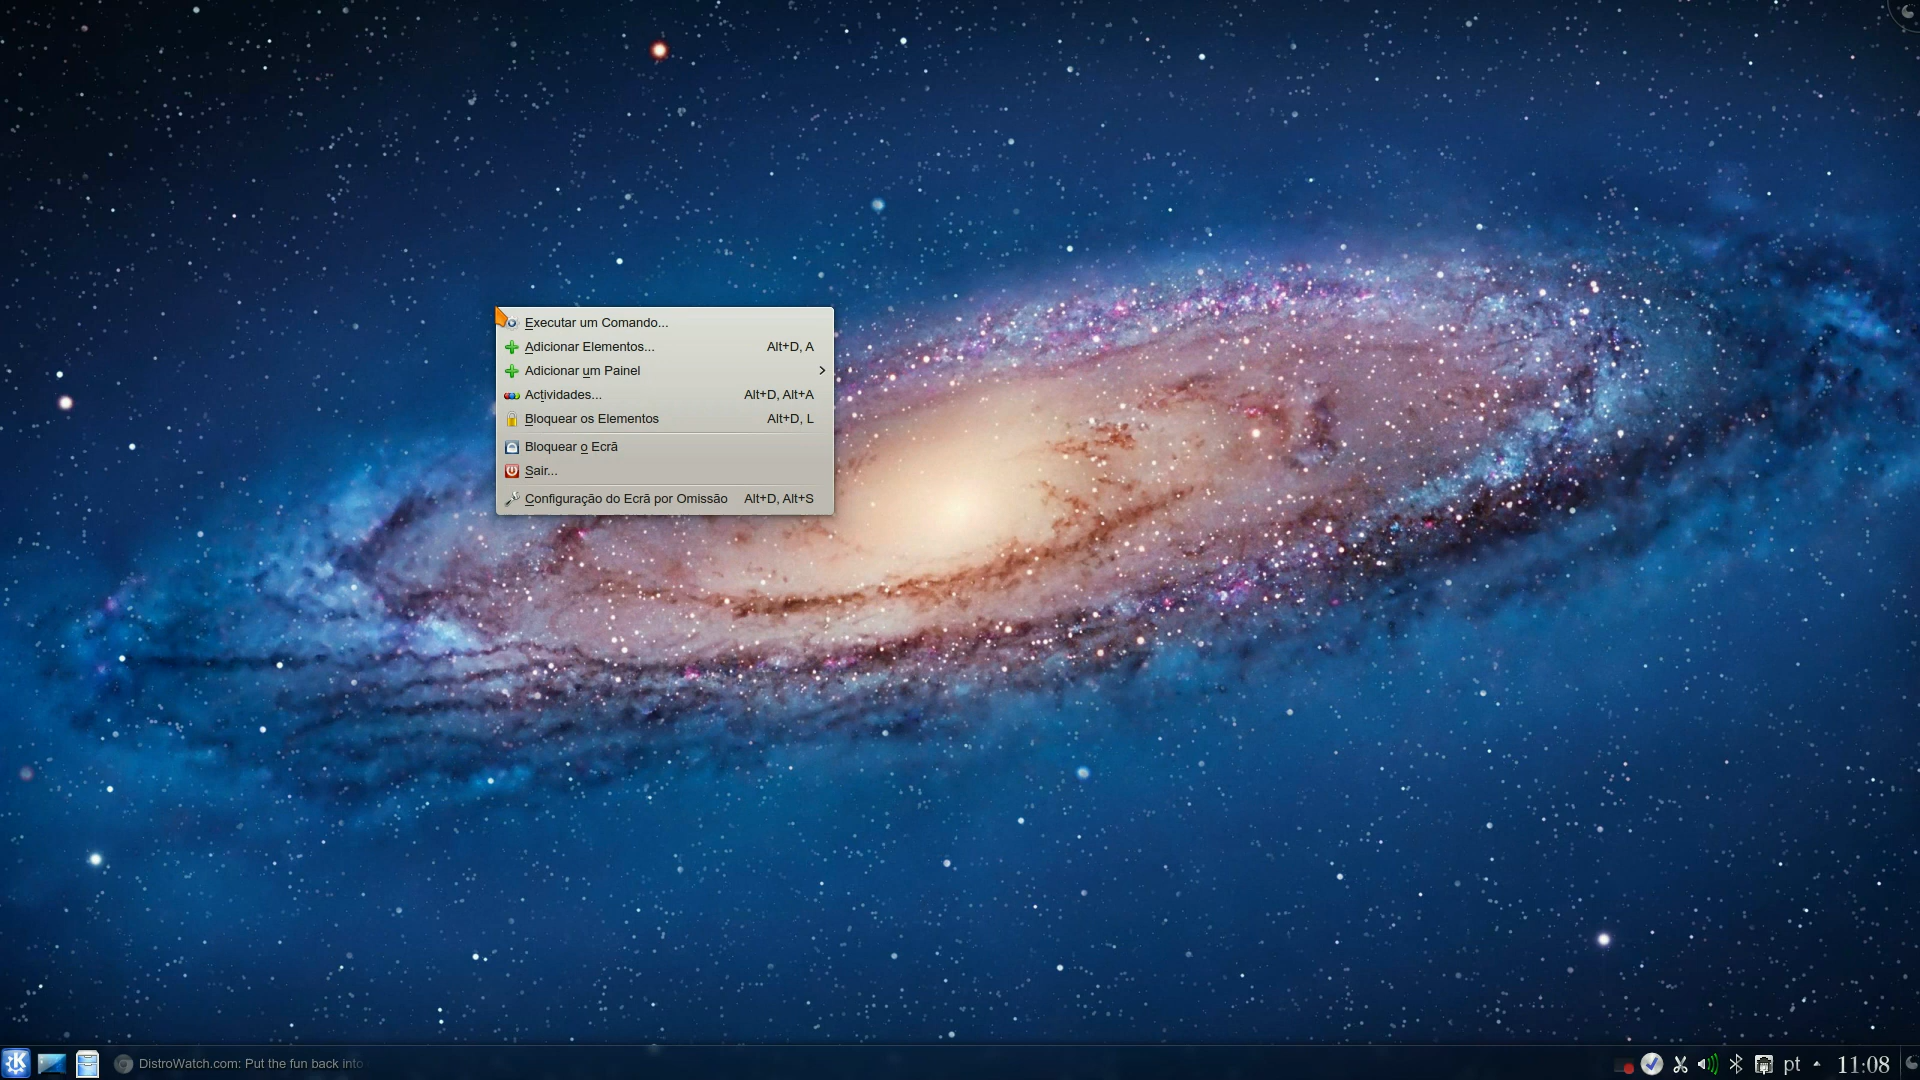 Executar um Comando...
Adicionar Elementos... Alt+D, A
Adicionar um Painel
Actividades... Alt+D, Alt+A
Bloquear os Elementos Alt+D, L
Bloquear o Ecrã
Sair...
Configuração do Ecrã por Omissão Alt+D, Alt+S
DistroWatch.com: Put the fun back into
pt
11:08